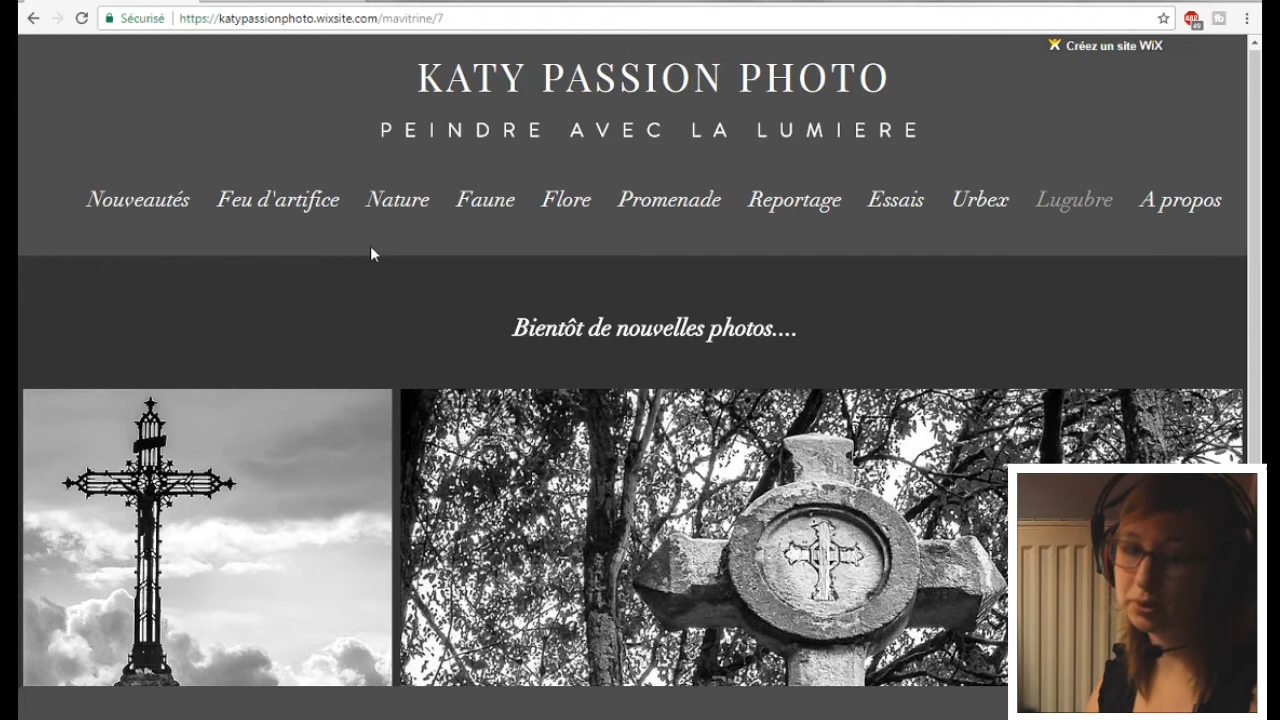 Sécurisé
https://katypassionphoto.wixsite.com/mavitrine/7
Créez un site WiX
KATY PASSION PHOTO
PEINDRE AVEC LA LUMIERE
Nouveautés Feu d'artifice Nature Faune Flore Promenade Reportage Essais Urbex Lugubre A propos
Bientôt de nouvelles photos....